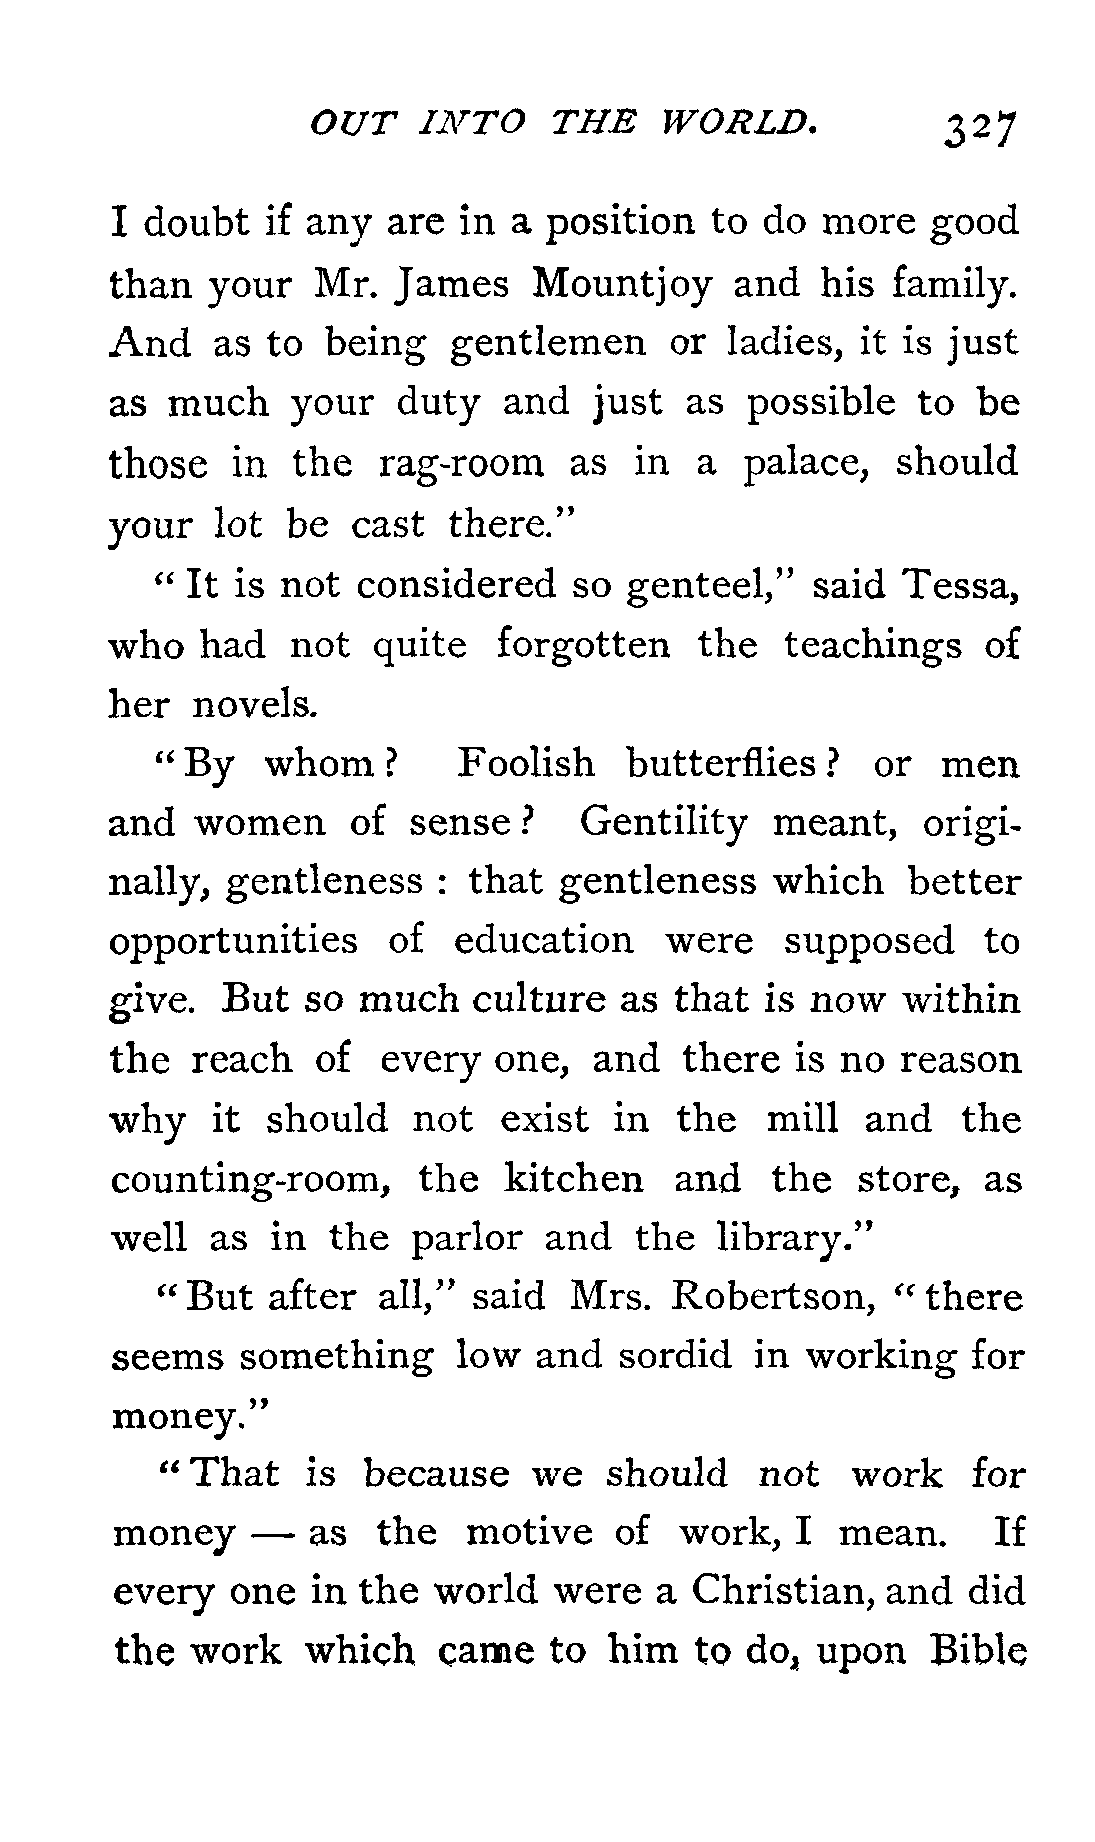 OUT INTO THE WORLD. 327
I doubt if any are in a position to do more good
than your Mr. James Mountjoy and his family.
And as to being gentlemen or ladies, it is just
as much your duty and just as possible to be
those in the rag-room as in a palace, should
your lot be cast there."
"It is not considered so genteel," said Tessa,
who had not quite forgotten the teachings of
her novels.
"By whom? Foolish butterflies? or men
and women of sense? Gentility meant, origi-
nally, gentleness: that gentleness which better
opportunities of education were supposed to
give. But so much culture as that is now within
the reach of every one, and there is no reason
why it should not exist in the mill and the
counting-room, the kitchen and the store, as
well as in the parlor and the library."
"But after all," said Mrs. Robertson, "there
seems something low and sordid in working for
money."
"That is because we should not work for
money — as the motive of work, I mean. If
every one in the world were a Christian, and did
the work which came to him to do, upon Bible